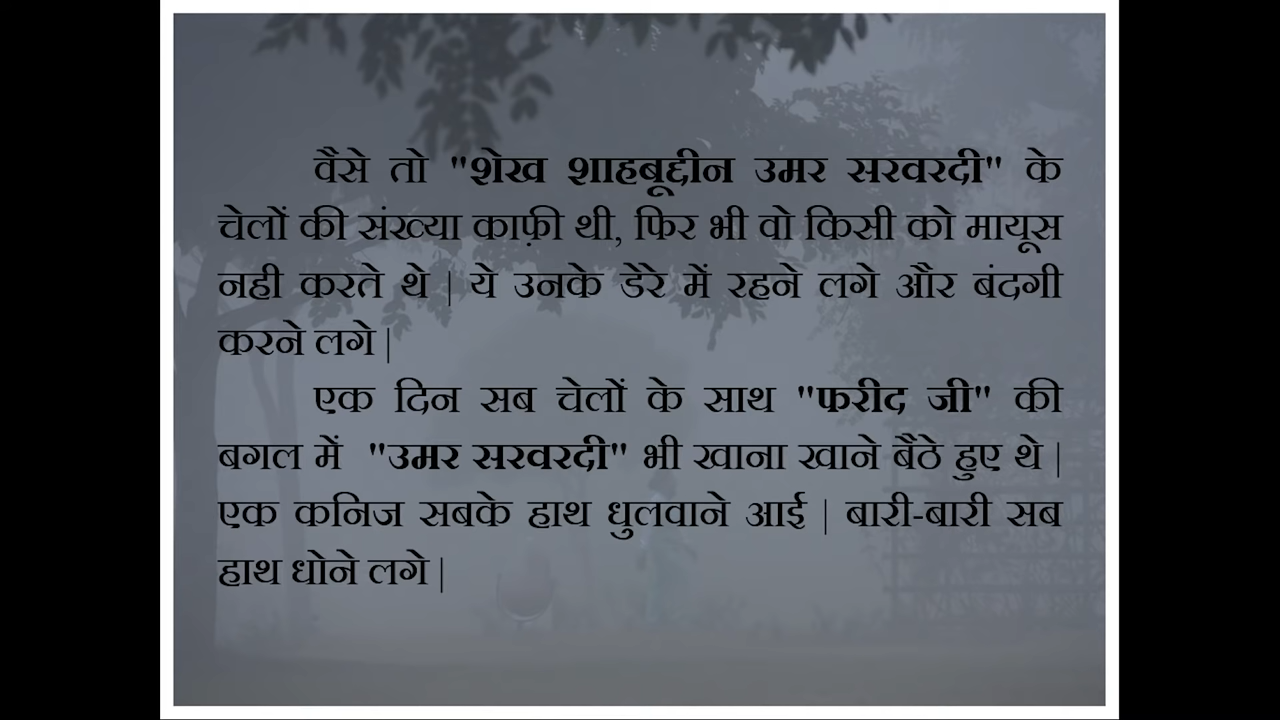 वैसे तो "शेख शाहबूद्दीन उमर सरवरदी" के
चेलों की संख्या काफ़ी थी, फिर भी वो किसी को मायूस
नही करते थे | ये उनके डेरे में रहने लगे और बंदगी
करने लगे |
एक दिन सब चेलों के साथ "फरीद जी" की
बगल में "उमर सरवरदी" भी खाना खाने बैठे हुए थे |
एक कनिज सबके हाथ धुलवाने आई | बारी-बारी सब
हाथ धोने लगे |